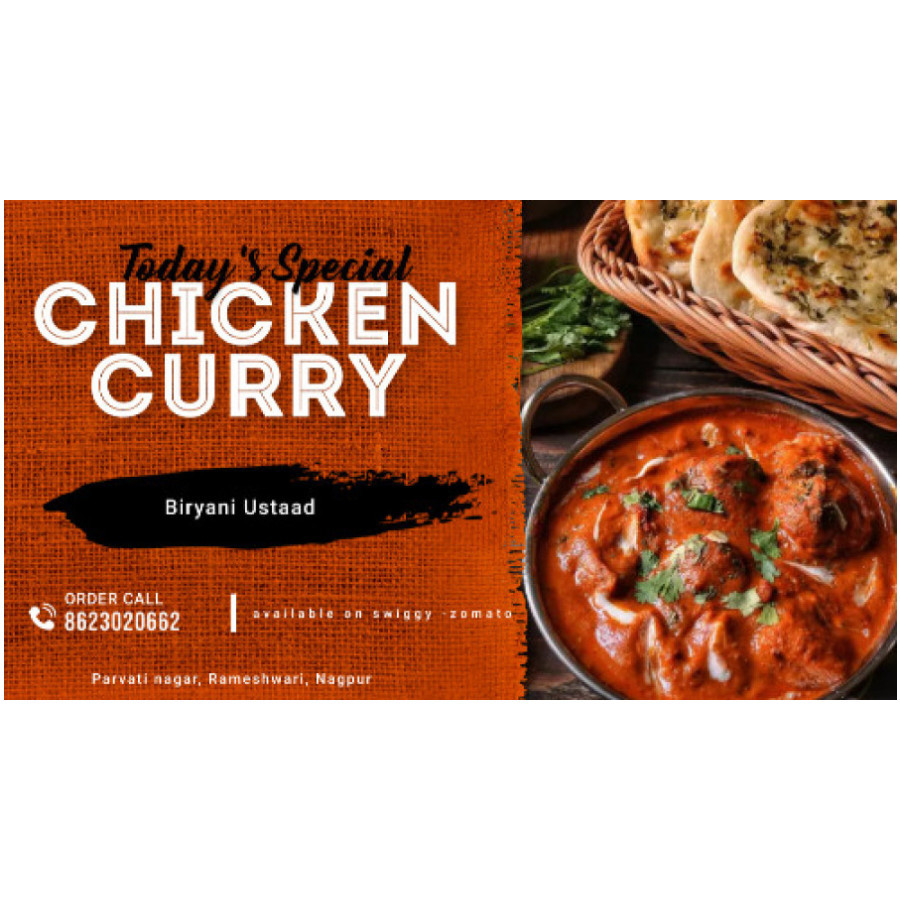 Today's Special
CHICKEN
CURRY
Biryani Ustaad
ORDER CALL
8623020662
available on swiggy -zomato
Parvati nagar, Rameshwari, Nagpur